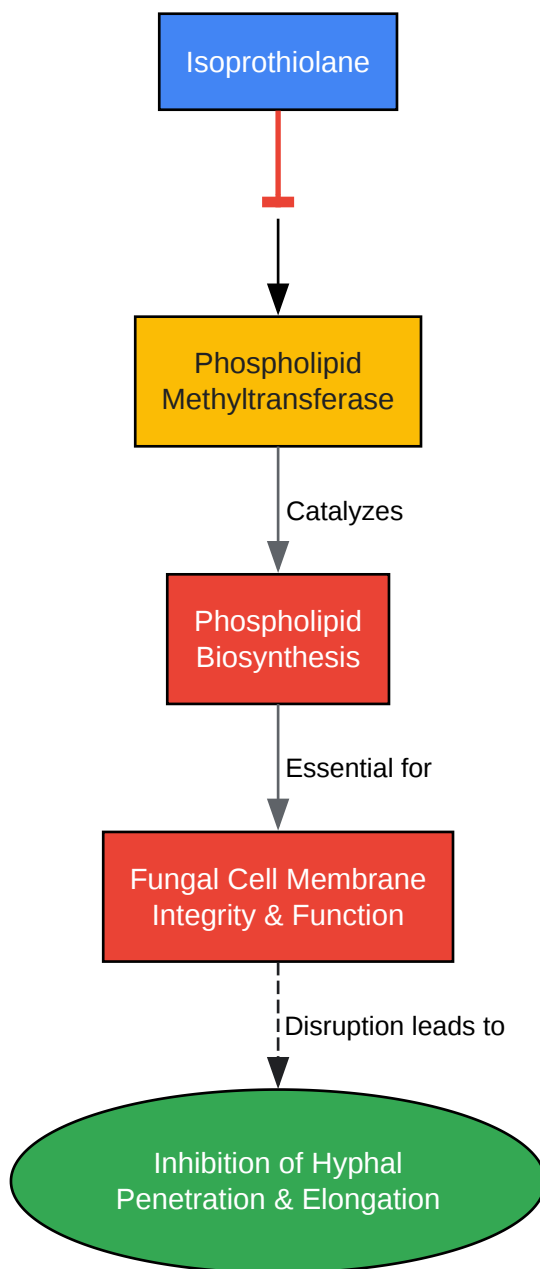 Isoprothiolane
Phospholipid
Methyltransferase
Catalyzes
Phospholipid
Biosynthesis
Essential for
Fungal Cell Membrane
Integrity & Function
Disruption leads to
Inhibition of Hyphal
Penetration & Elongation